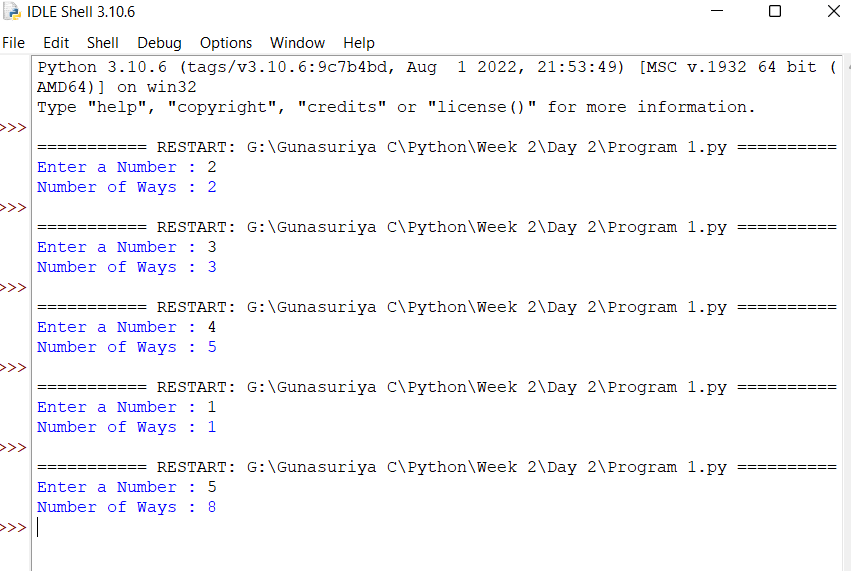 IDLE Shell 3.10.6
File Edit Shell Debug Options Window Help
Python 3.10.6 (tags/v3.10.6:9c7b4bd, Aug  1 2022, 21:53:49) [MSC v.1932 64 bit (
AMD64)] on win32
Type "help", "copyright", "credits" or "license()" for more information.
>>>
=========== RESTART: G:\Gunasuriya C\Python\Week 2\Day 2\Program 1.py ==========
Enter a Number : 2
Number of Ways : 2
>>>
=========== RESTART: G:\Gunasuriya C\Python\Week 2\Day 2\Program 1.py ==========
Enter a Number : 3
Number of Ways : 3
>>>
=========== RESTART: G:\Gunasuriya C\Python\Week 2\Day 2\Program 1.py ==========
Enter a Number : 4
Number of Ways : 5
>>>
=========== RESTART: G:\Gunasuriya C\Python\Week 2\Day 2\Program 1.py ==========
Enter a Number : 1
Number of Ways : 1
>>>
=========== RESTART: G:\Gunasuriya C\Python\Week 2\Day 2\Program 1.py ==========
Enter a Number : 5
Number of Ways : 8
>>>